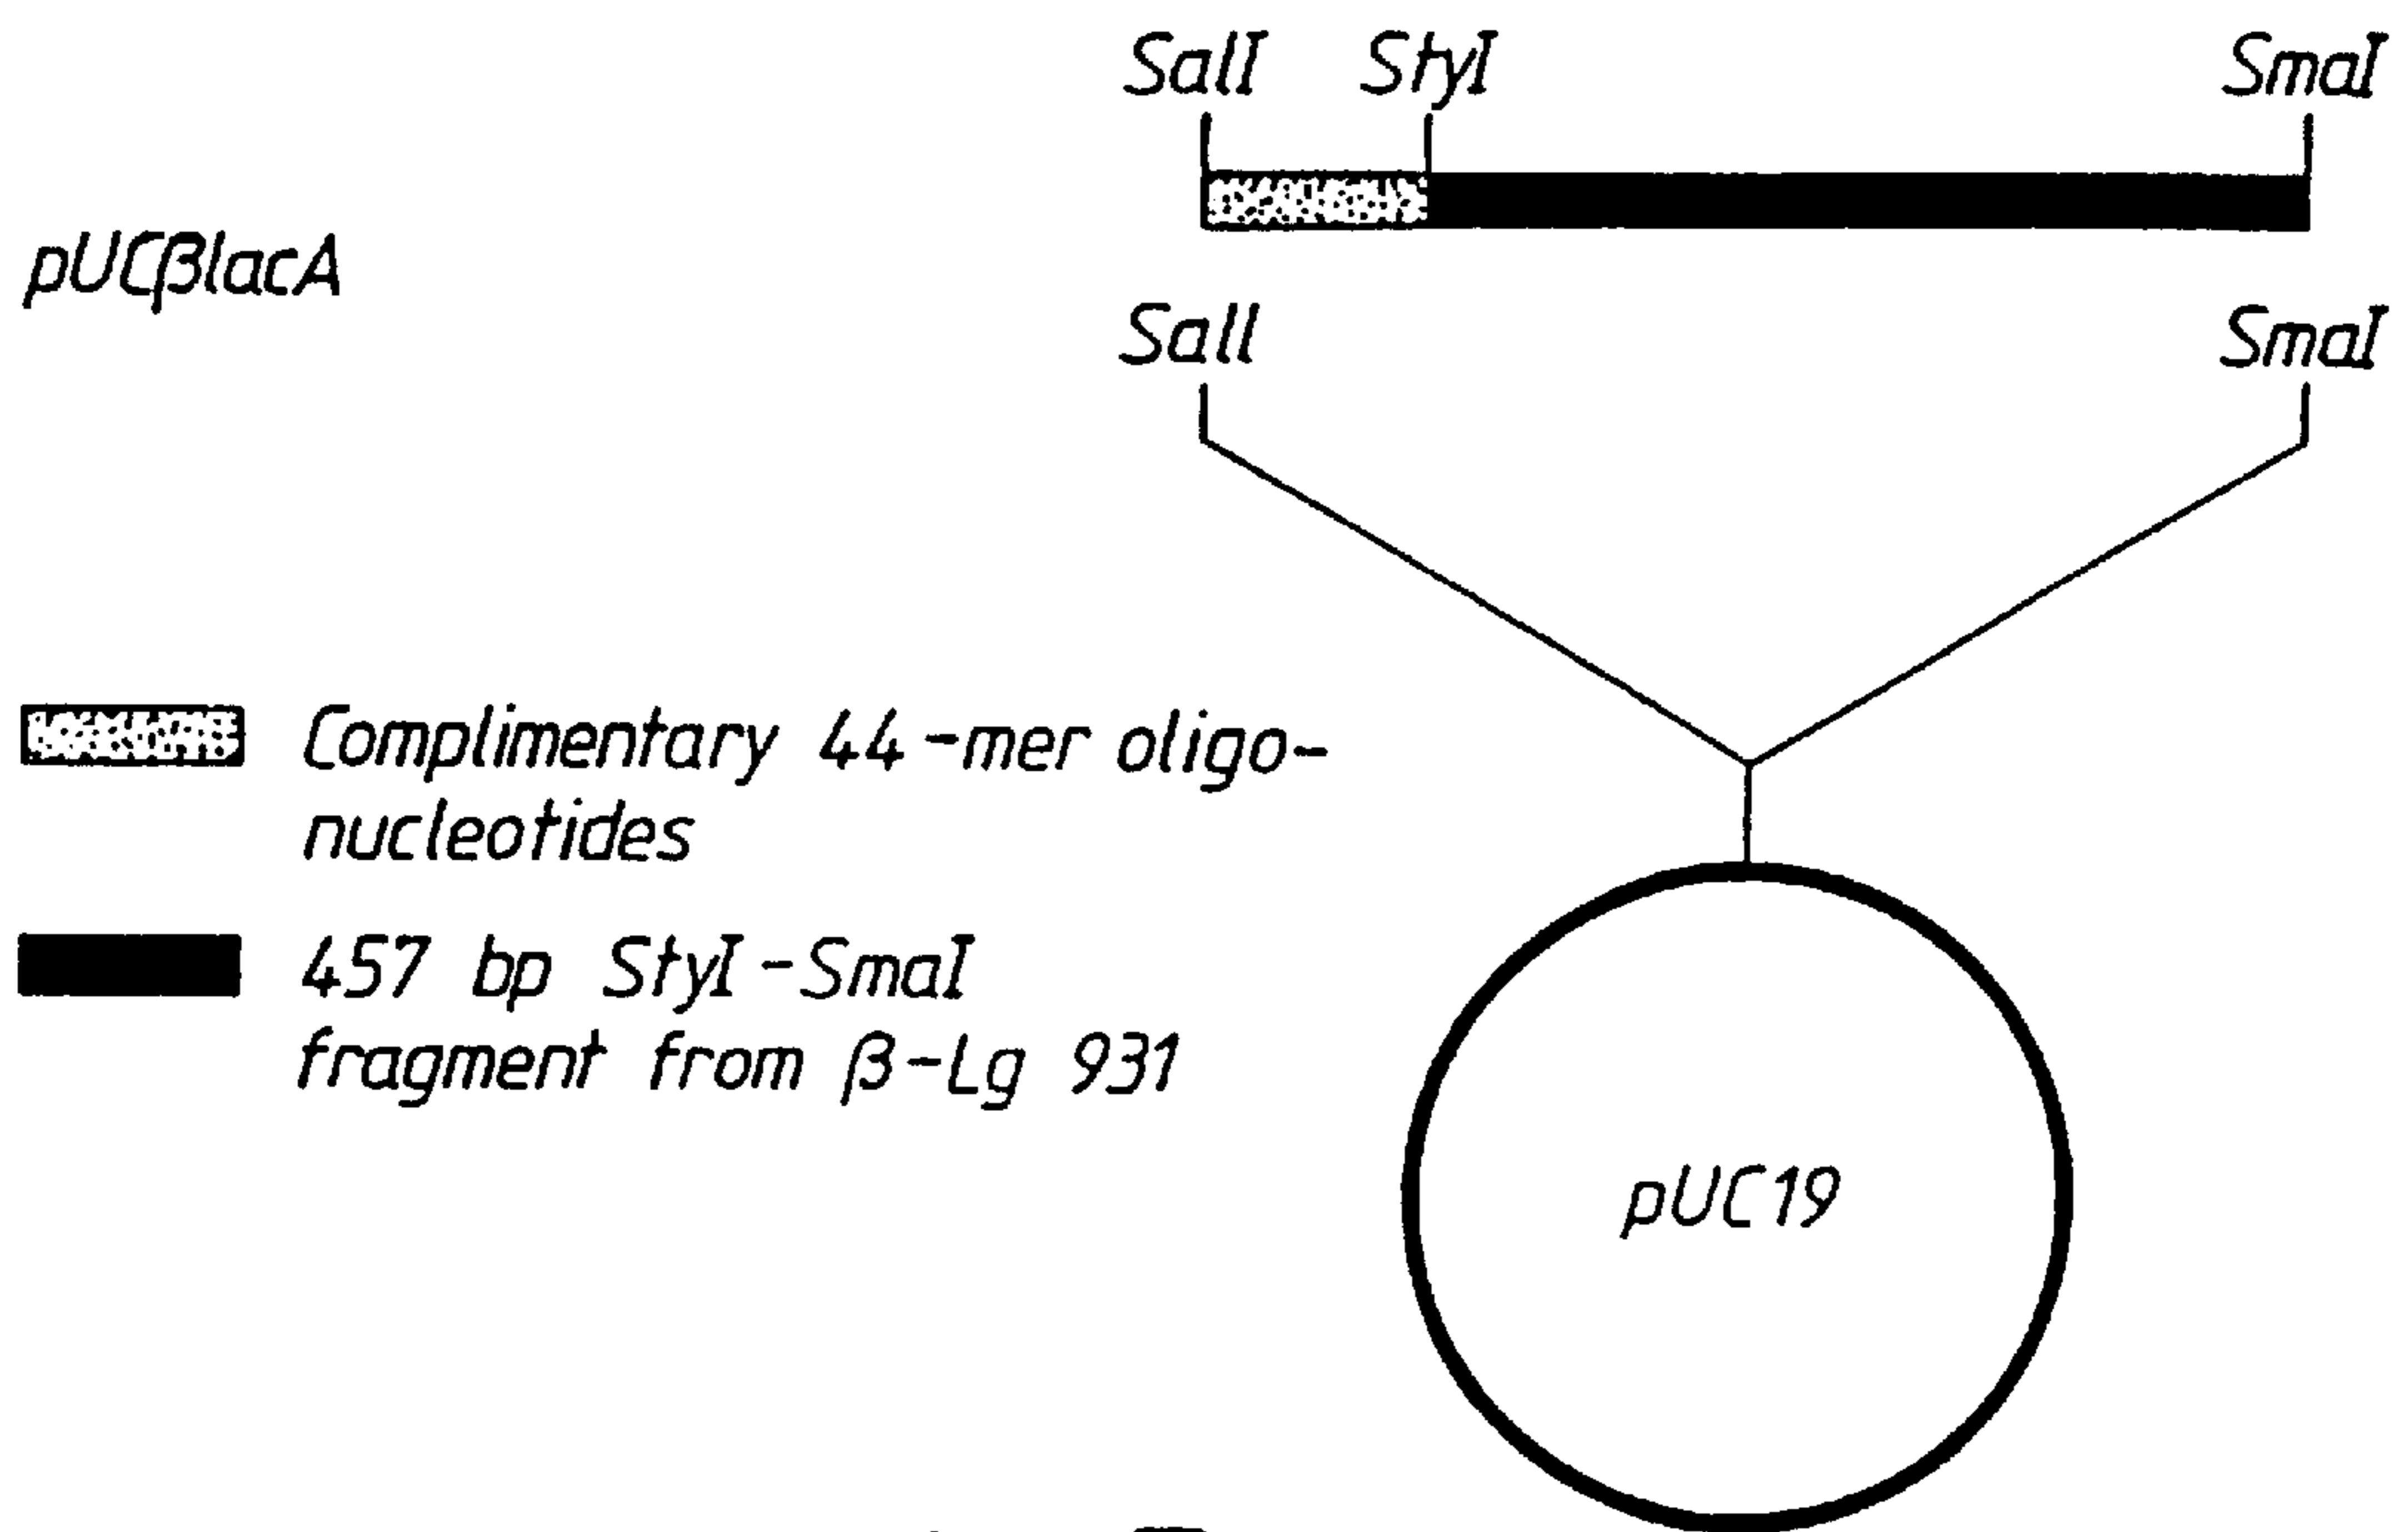 SalI StyI SmaI
pUCβlacA
SalI SmaI
Complimentary 44-mer oligo-
nucleotides
457 bp StyI-SmaI
fragment from β-Lg 931
pUC19